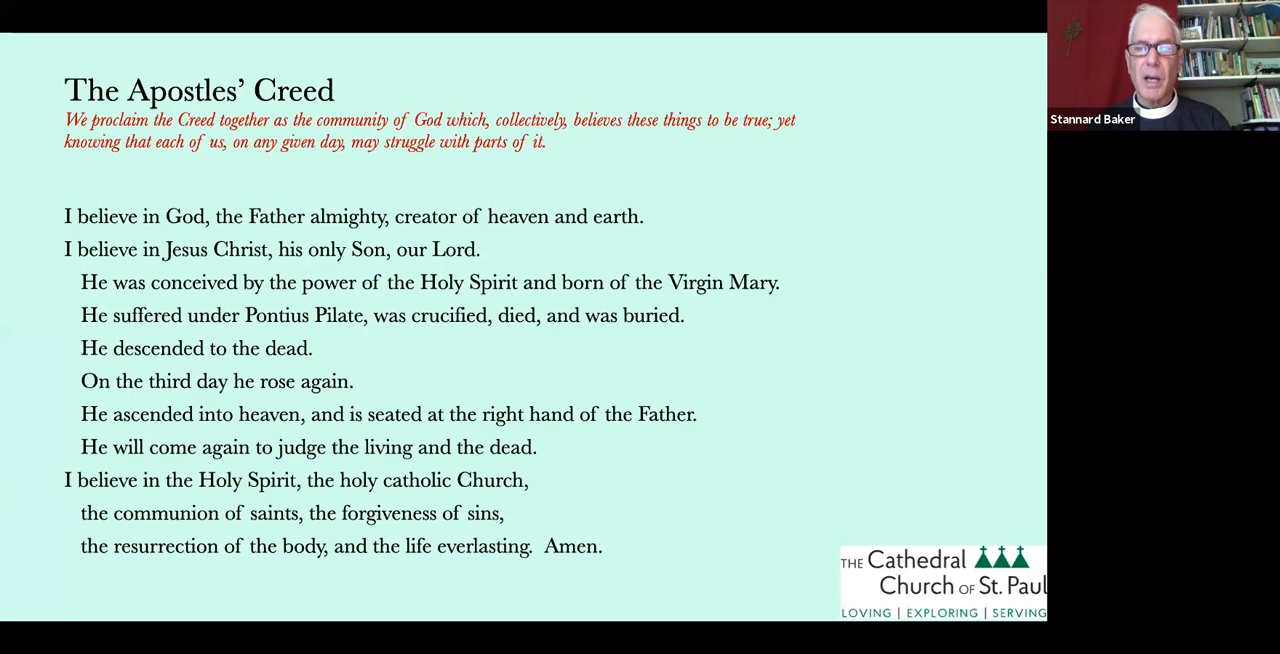 The Apostles’ Creed
We proclaim the Creed together as the community of God which, collectively, believes these things to be true; yet
knowing that each of us, on any given day, may struggle with parts of it.
I believe in God, the Father almighty, creator of heaven and earth.
I believe in Jesus Christ, his only Son, our Lord.
He was conceived by the power of the Holy Spirit and born of the Virgin Mary.
He suffered under Pontius Pilate, was crucified, died, and was buried.
He descended to the dead.
On the third day he rose again.
He ascended into heaven, and is seated at the right hand of the Father.
He will come again to judge the living and the dead.
I believe in the Holy Spirit, the holy catholic Church,
the communion of saints, the forgiveness of sins,
the resurrection of the body, and the life everlasting. Amen.
THE Cathedral
Church OF St. Paul
LOVING | EXPLORING | SERVING
Stannard Baker